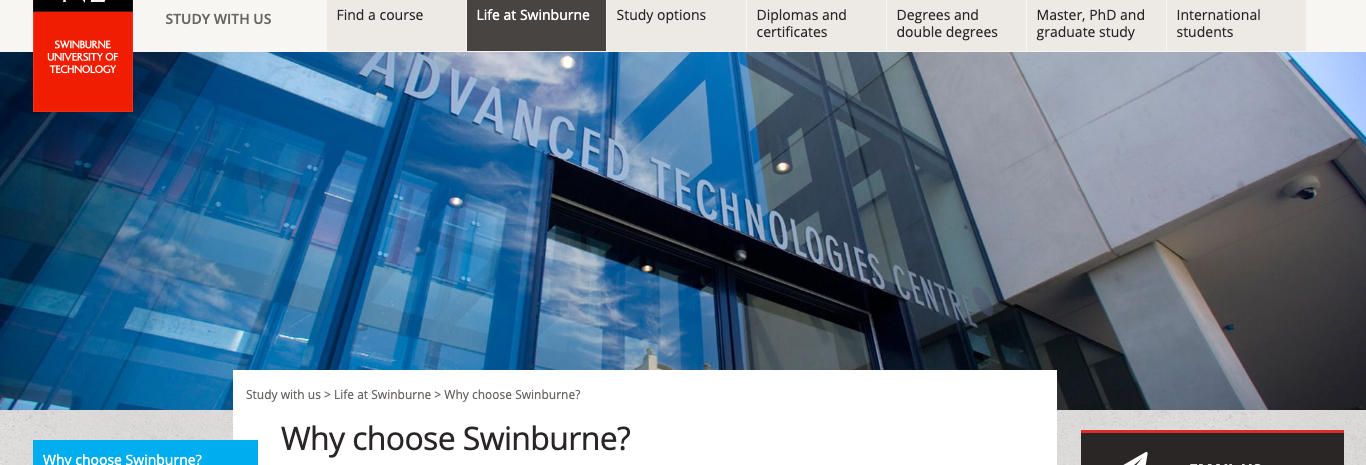 STUDY WITH US
Find a course
Life at Swinburne
Study options
Diplomas and
certificates
Degrees and
double degrees
Master, PhD and
graduate study
International
students
SWINBURNE
UNIVERSITY OF
TECHNOLOGY
ADVANCED TECHNOLOGIES CENTRE
Study with us > Life at Swinburne > Why choose Swinburne?
Why choose Swinburne?
Why choose Swinburne?